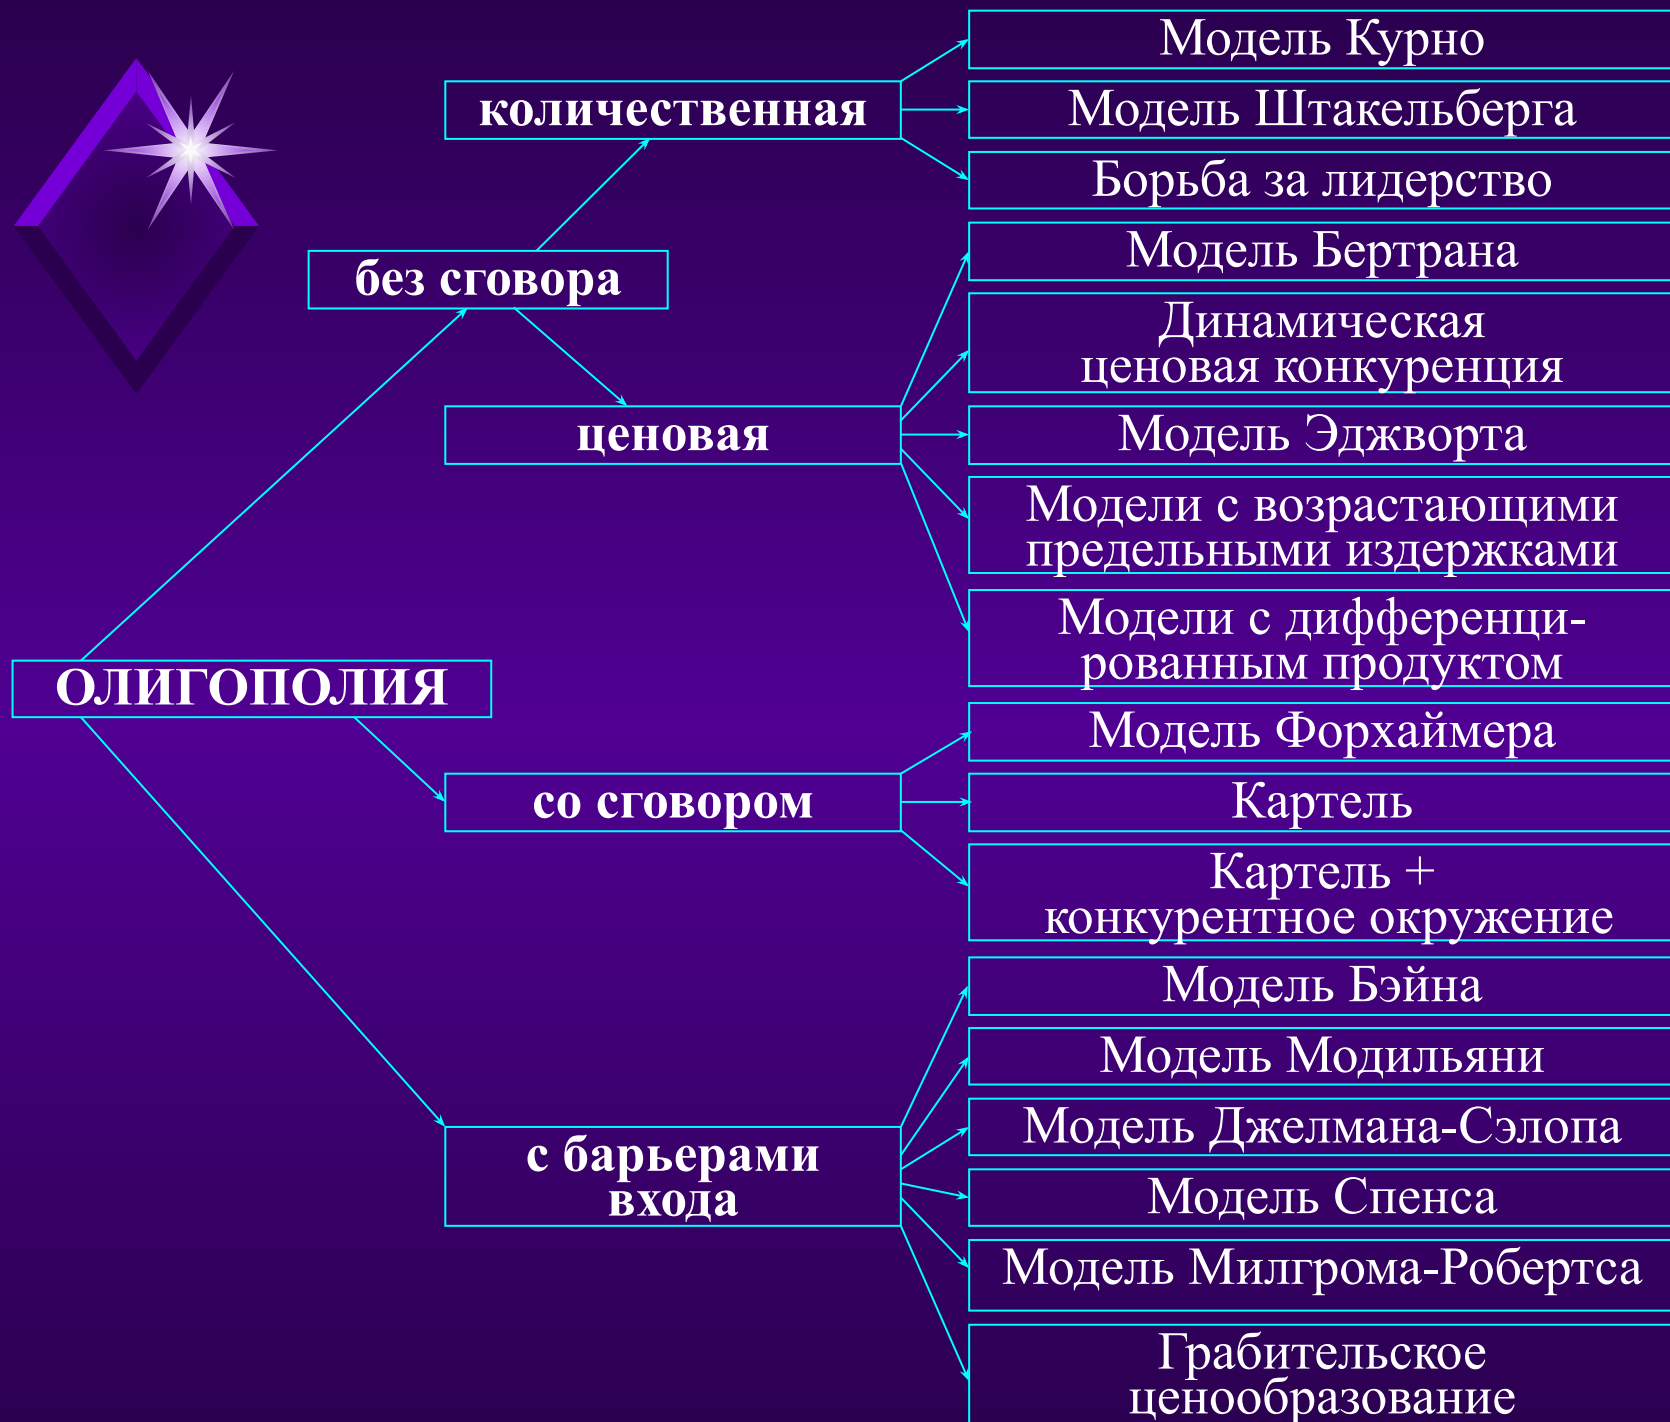 Модель Курно
количественная
Модель Штакельберга
Борьба за лидерство
без сговора
Модель Бертрана
Динамическая
ценовая конкуренция
ценовая
Модель Эджворта
Модели с возрастающими
предельными издержками
Модели с дифференци-
рованным продуктом
ОЛИГОПОЛИЯ
Модель Форхаймера
со сговором
Картель
Картель +
конкурентное окружение
Модель Бэйна
Модель Модильяни
Модель Джелмана-Сэлопа
с барьерами
входа
Модель Спенса
Модель Милгрома-Робертса
Грабительское
ценообразование